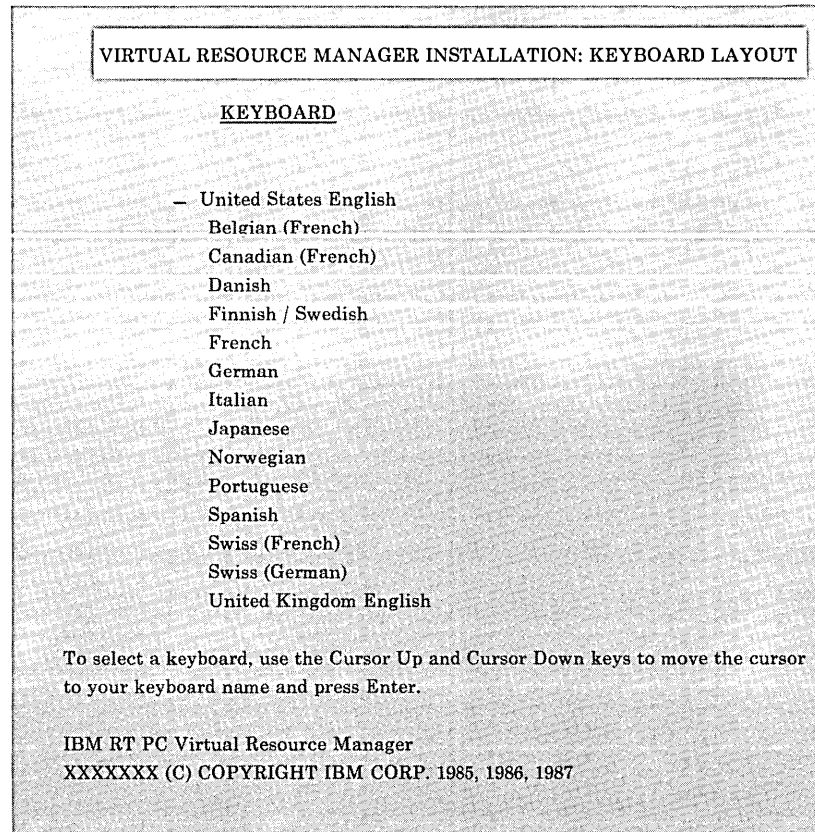 VIRTUAL RESOURCE MANAGER INSTALLATION: KEYBOARD LAYOUT
KEYBOARD
_ United States English
Belgian (French)
Canadian (French)
Danish
Finnish / Swedish
French
German
Italian
Japanese
Norwegian
Portuguese
Spanish
Swiss (French)
Swiss (German)
United Kingdom English
To select a keyboard, use the Cursor Up and Cursor Down keys to move the cursor
to your keyboard name and press Enter.
IBM RT PC Virtual Resource Manager
XXXXXXX (C) COPYRIGHT IBM CORP. 1985, 1986, 1987